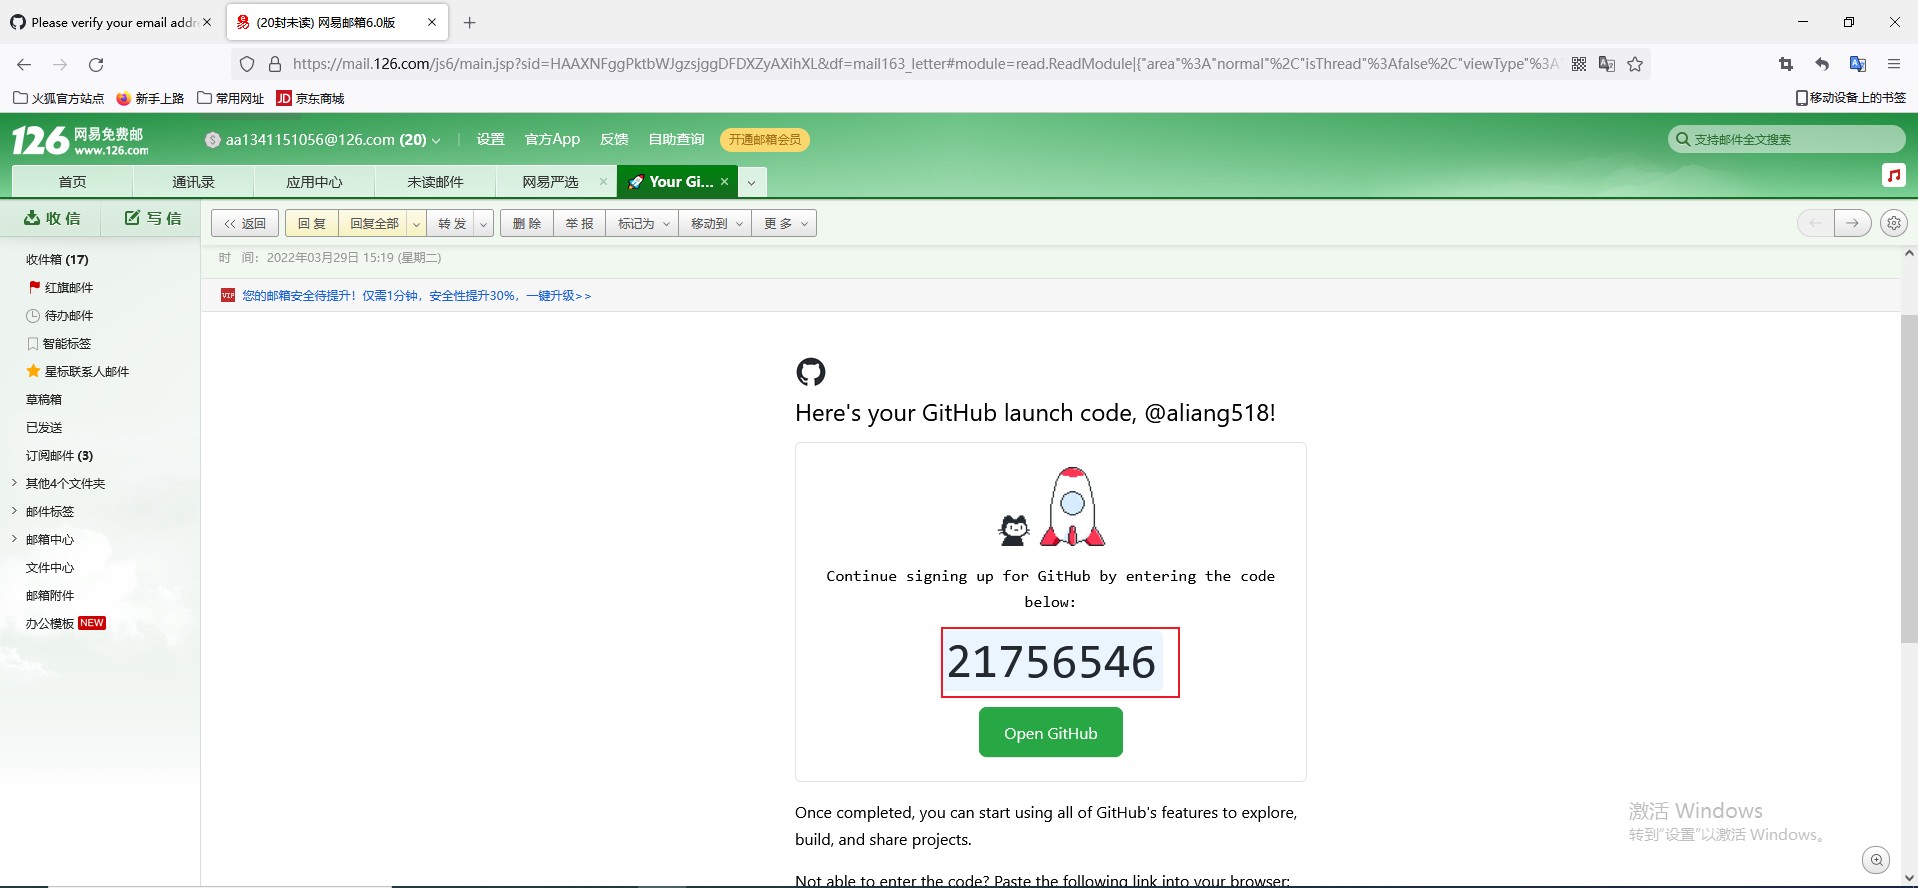 Please verify your email addr
(20封未读) 网易邮箱6.0版
https://mail.126.com/js6/main.jsp?sid=HAAXNFggPktbWJgzsjggDFDXZyAXihXL&df=mail163_letter#module=read.ReadModule|{"area"%3A"normal"%2C"isThread"%3Afalse%2C"viewType"%3A
火狐官方站点 新手上路 常用网址 JD 京东商城 移动设备上的书签
126 网易免费邮
www.126.com
aa1341151056@126.com (20) 设置 官方App 反馈 自助查询 开通邮箱会员 支持邮件全文搜索
首页 通讯录 应用中心 未读邮件 网易严选 Your Gi...
收信 写信
<< 返回 回复 回复全部 转发 删除 举报 标记为 移动到 更多
收件箱 (17)
红旗邮件
待办邮件
智能标签
星标联系人邮件
草稿箱
已发送
订阅邮件 (3)
其他4个文件夹
邮件标签
邮箱中心
文件中心
邮箱附件
办公模板 NEW
时 间： 2022年03月29日 15:19 (星期二)
VIP 您的邮箱安全待提升！仅需1分钟，安全性提升30%，一键升级>>
Here's your GitHub launch code, @aliang518!
Continue signing up for GitHub by entering the code
below:
21756546
Open GitHub
Once completed, you can start using all of GitHub's features to explore,
build, and share projects.
Not able to enter the code? Paste the following link into your browser:
激活 Windows
转到"设置"以激活 Windows。